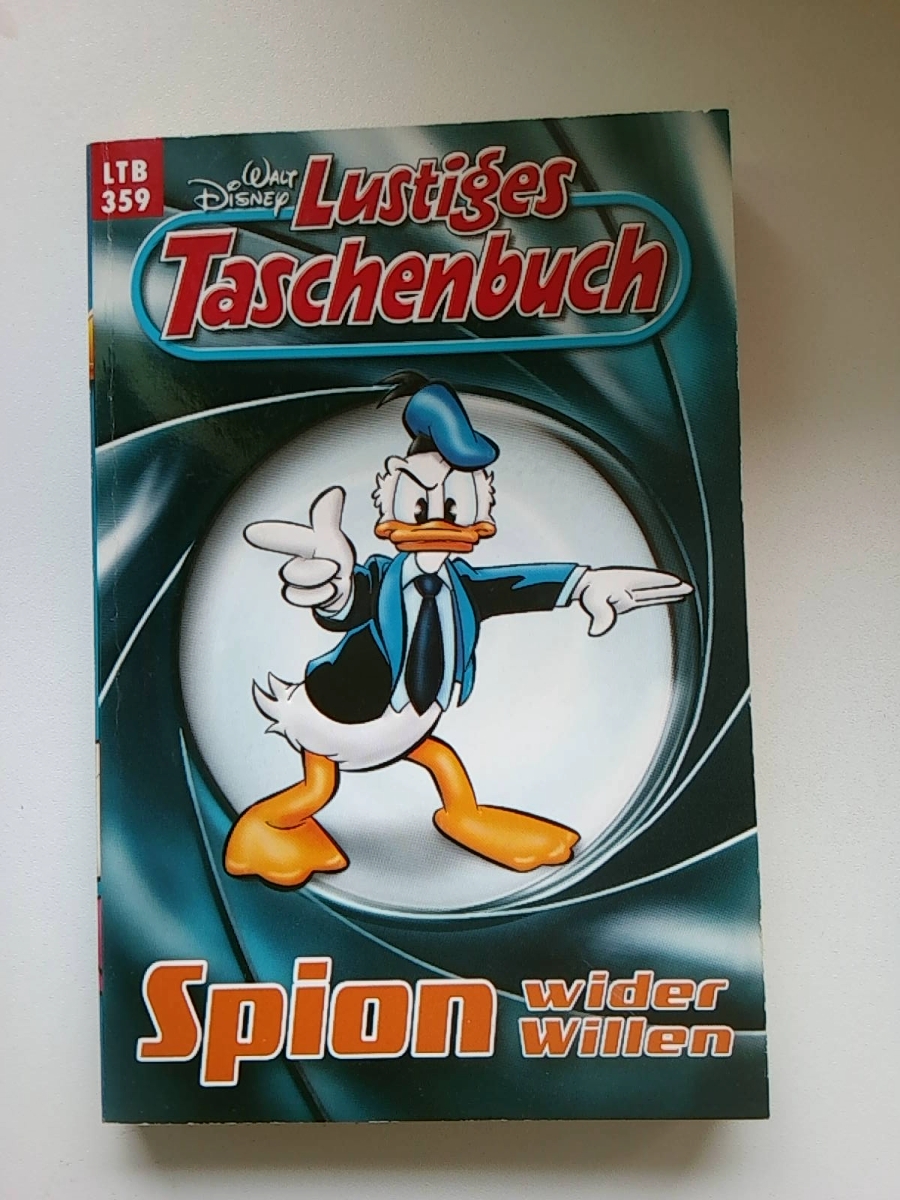 LTB
359
Walt
Disney
Lustiges
Taschenbuch
Spion
wider
Willen